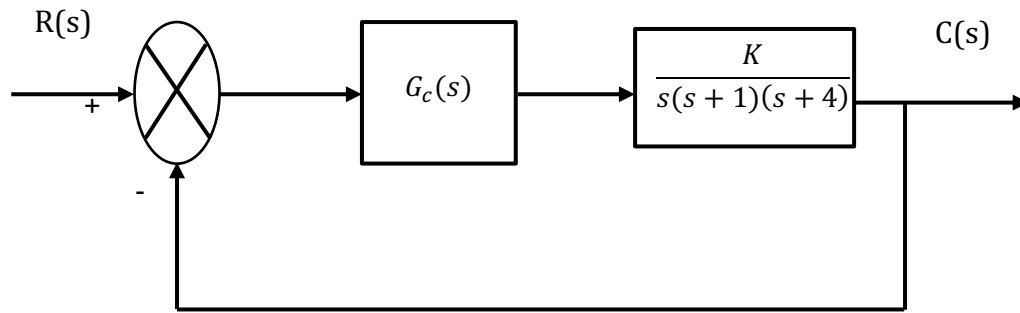 R(s)
C(s)
+
-
G_c(s)
K
s(s + 1)(s + 4)